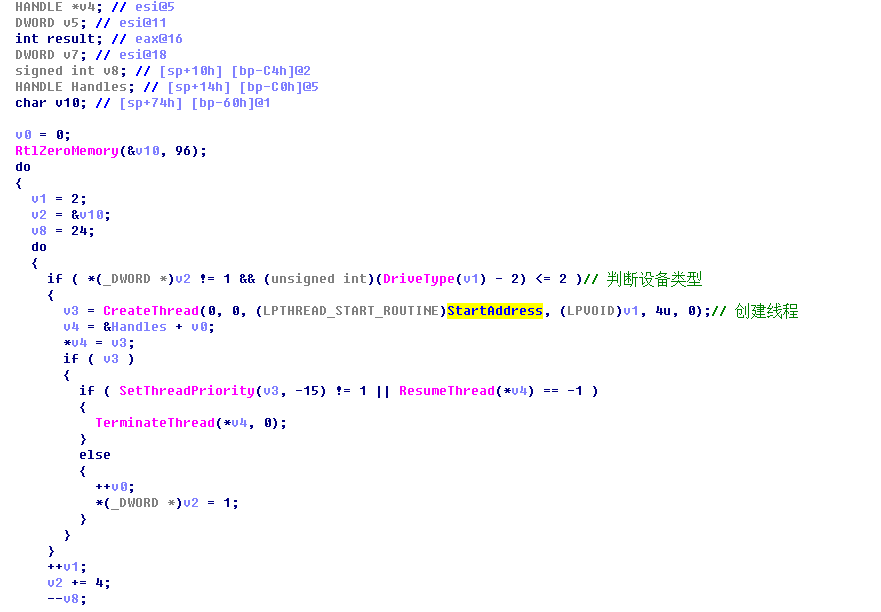 HANDLE *v4; // esi@5
DWORD v5; // esi@11
int result; // eax@16
DWORD v7; // esi@18
signed int v8; // [sp+10h] [bp-C4h]@2
HANDLE Handles; // [sp+14h] [bp-C0h]@5
char v10; // [sp+74h] [bp-60h]@1
v0 = 0;
RtlZeroMemory(&v10, 96);
do
{
v1 = 2;
v2 = &v10;
v8 = 24;
do
{
if ( *(_DWORD *)v2 != 1 && (unsigned int)(DriveType(v1) - 2) <= 2 )// 判断设备类型
{
v3 = CreateThread(0, 0, (LPTHREAD_START_ROUTINE)StartAddress, (LPVOID)v1, 4u, 0);// 创建线程
v4 = &Handles + v0;
*v4 = v3;
if ( v3 )
{
if ( SetThreadPriority(v3, -15) != 1 || ResumeThread(*v4) == -1 )
{
TerminateThread(*v4, 0);
}
else
{
++v0;
*(_DWORD *)v2 = 1;
}
}
}
++v1;
v2 += 4;
--v8;